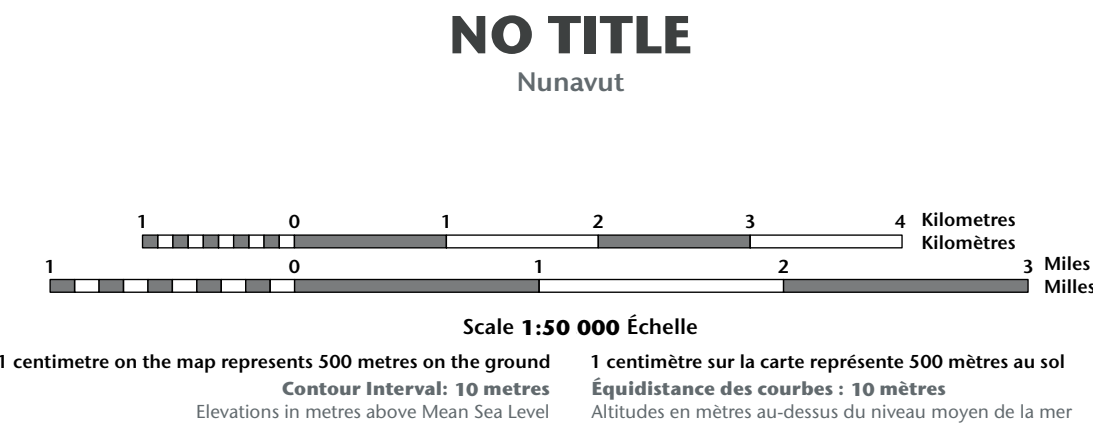 NO TITLE
Nunavut
1 0 1 2 3 4 Kilometres
Kilomètres
1 0 1 2 3 Miles
Milles
Scale 1:50 000 Échelle
1 centimetre on the map represents 500 metres on the ground
1 centimètre sur la carte représente 500 mètres au sol
Contour Interval: 10 metres
Équidistance des courbes : 10 mètres
Elevations in metres above Mean Sea Level
Altitudes en mètres au-dessus du niveau moyen de la mer